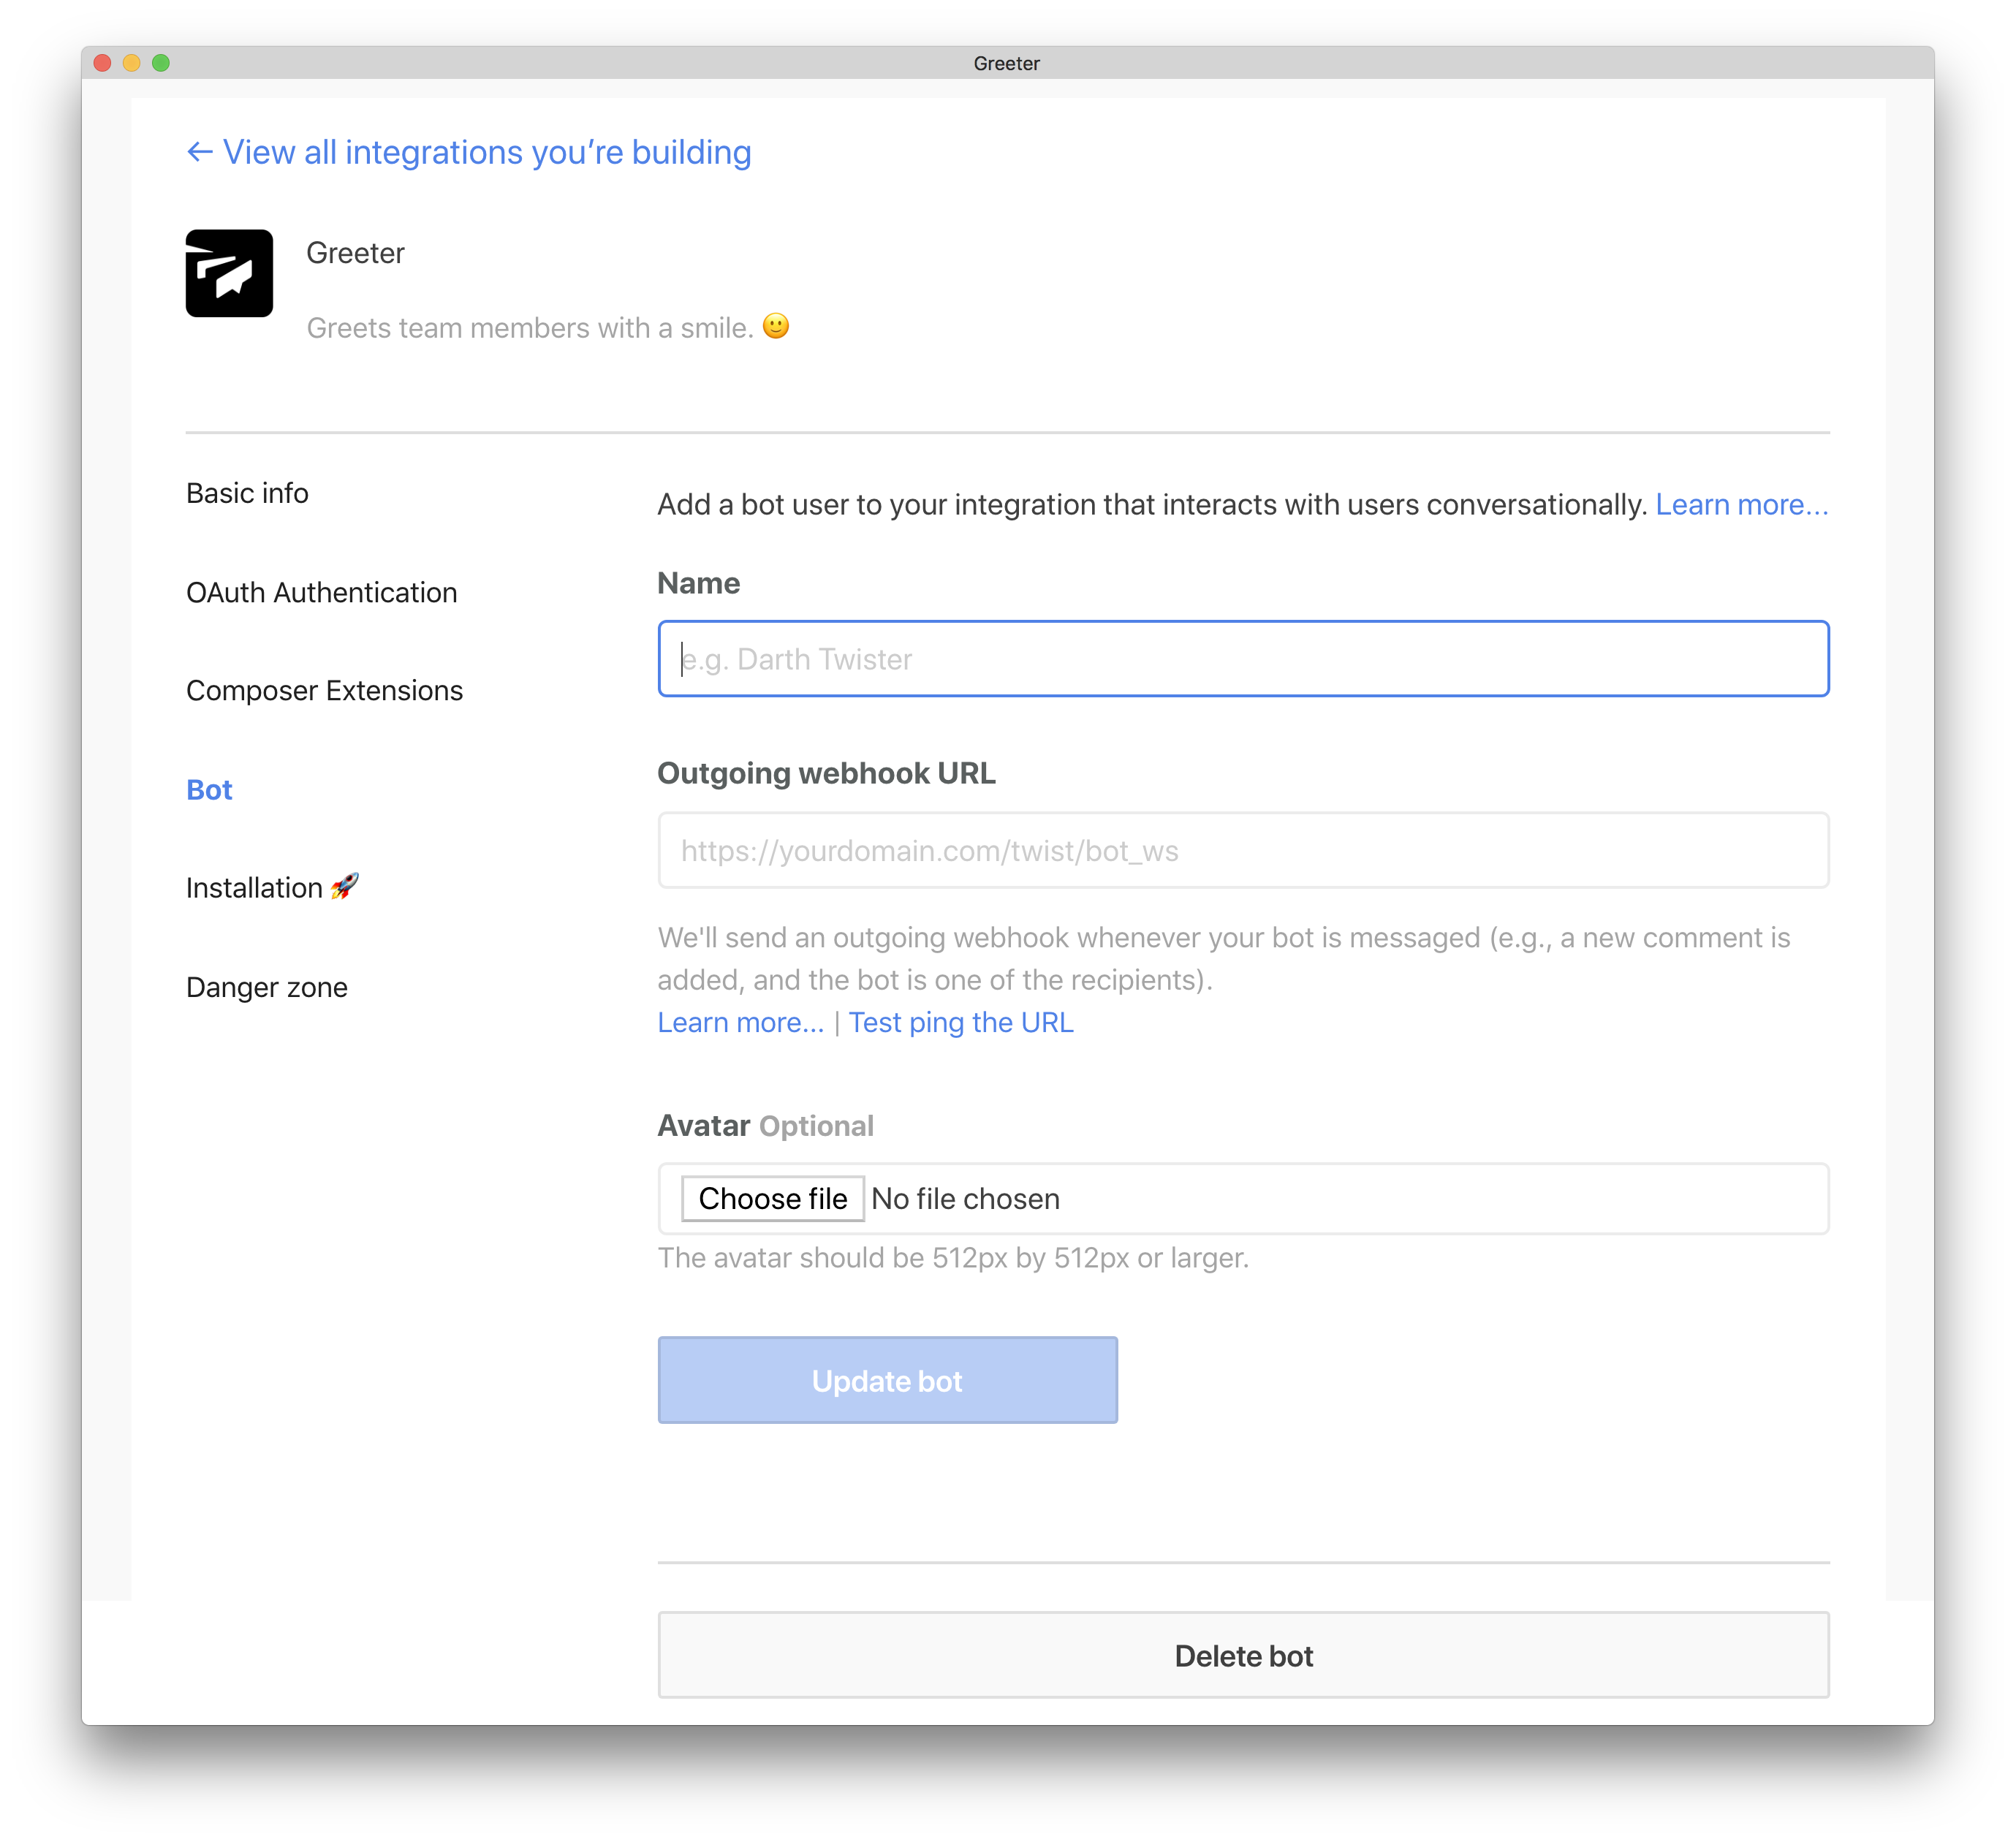 Greeter
← View all integrations you’re building
Greeter
Greets team members with a smile. 🙂
Basic info
OAuth Authentication
Composer Extensions
Bot
Installation 🚀
Danger zone
Add a bot user to your integration that interacts with users conversationally. Learn more...
Name
e.g. Darth Twister
Outgoing webhook URL
https://yourdomain.com/twist/bot_ws
We'll send an outgoing webhook whenever your bot is messaged (e.g., a new comment is
added, and the bot is one of the recipients).
Learn more... | Test ping the URL
Avatar Optional
Choose file No file chosen
The avatar should be 512px by 512px or larger.
Update bot
Delete bot